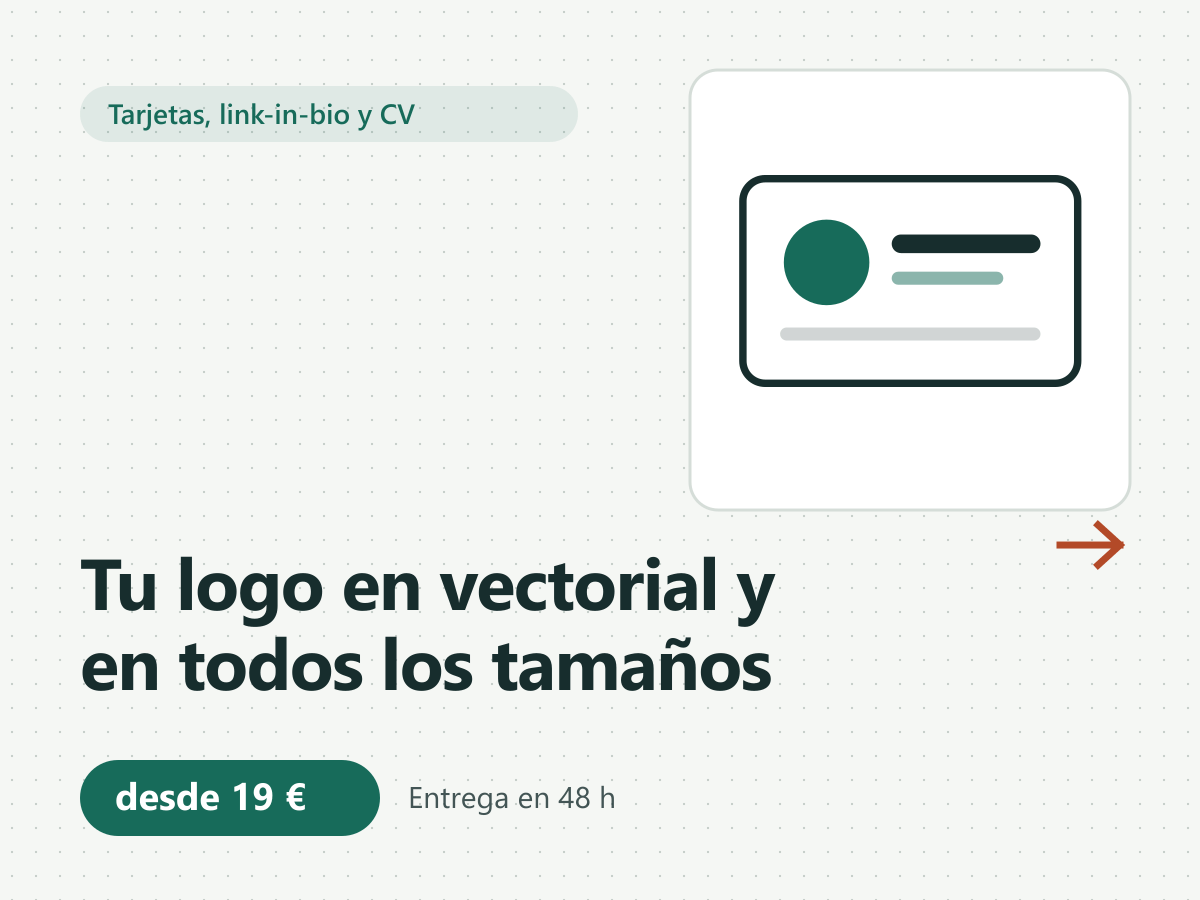 Tarjetas, link-in-bio y CV
Tu logo en vectorial y
en todos los tamaños
desde 19 €
Entrega en 48 h